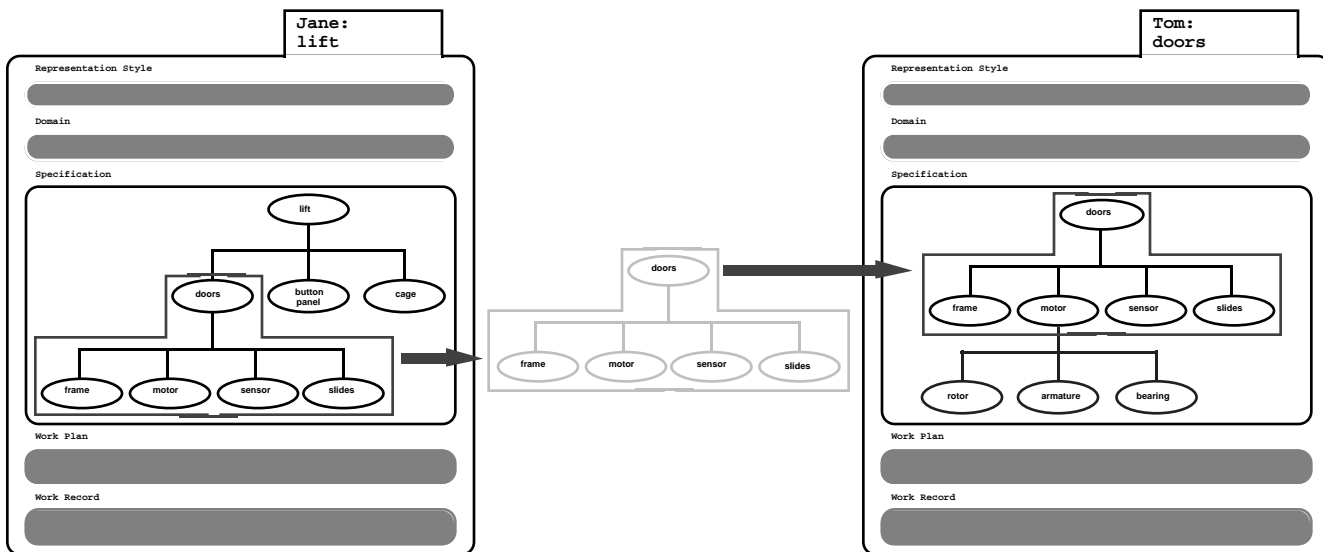 Jane:
lift
Representation Style
Domain
Specification
lift
doors
button
panel
cage
frame
motor
sensor
slides
Work Plan
Work Record
doors
frame
motor
sensor
slides
Tom:
doors
Representation Style
Domain
Specification
doors
frame
motor
sensor
slides
rotor
armature
bearing
Work Plan
Work Record